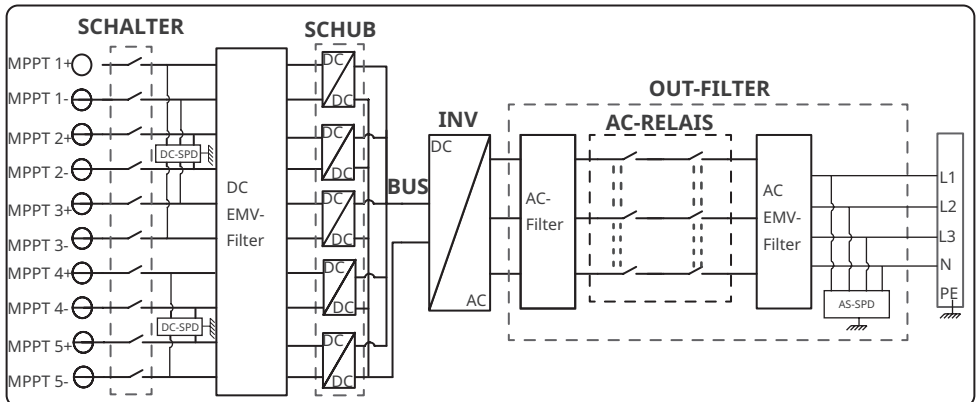 SCHALTER
SCHUB
MPPT 1+
MPPT 1-
MPPT 2+
MPPT 2-
MPPT 3+
MPPT 3-
MPPT 4+
MPPT 4-
MPPT 5+
MPPT 5-
DC-SPD
DC-SPD
DC
EMV-
Filter
DC
DC
DC
DC
DC
DC
DC
DC
DC
DC
BUS
INV
DC
AC
OUT-FILTER
AC-RELAIS
AC-
Filter
AC
EMV-
Filter
AS-SPD
L1
L2
L3
N
PE